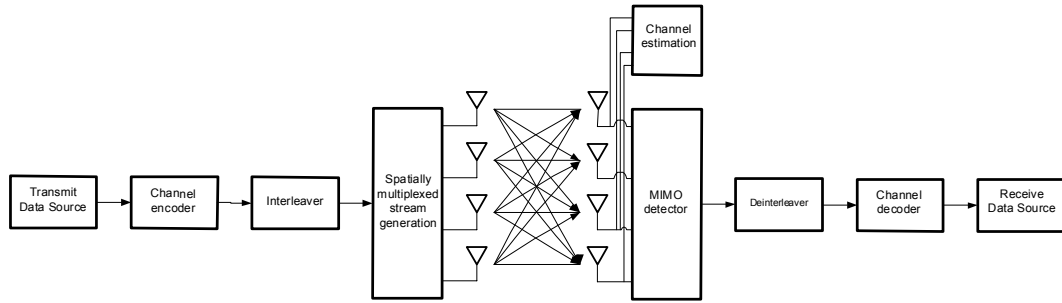 Channel
estimation
Transmit
Data Source
Channel
encoder
Interleaver
Spatially
multiplexed
stream
generation
MIMO
detector
Deinterleaver
Channel
decoder
Receive
Data Source